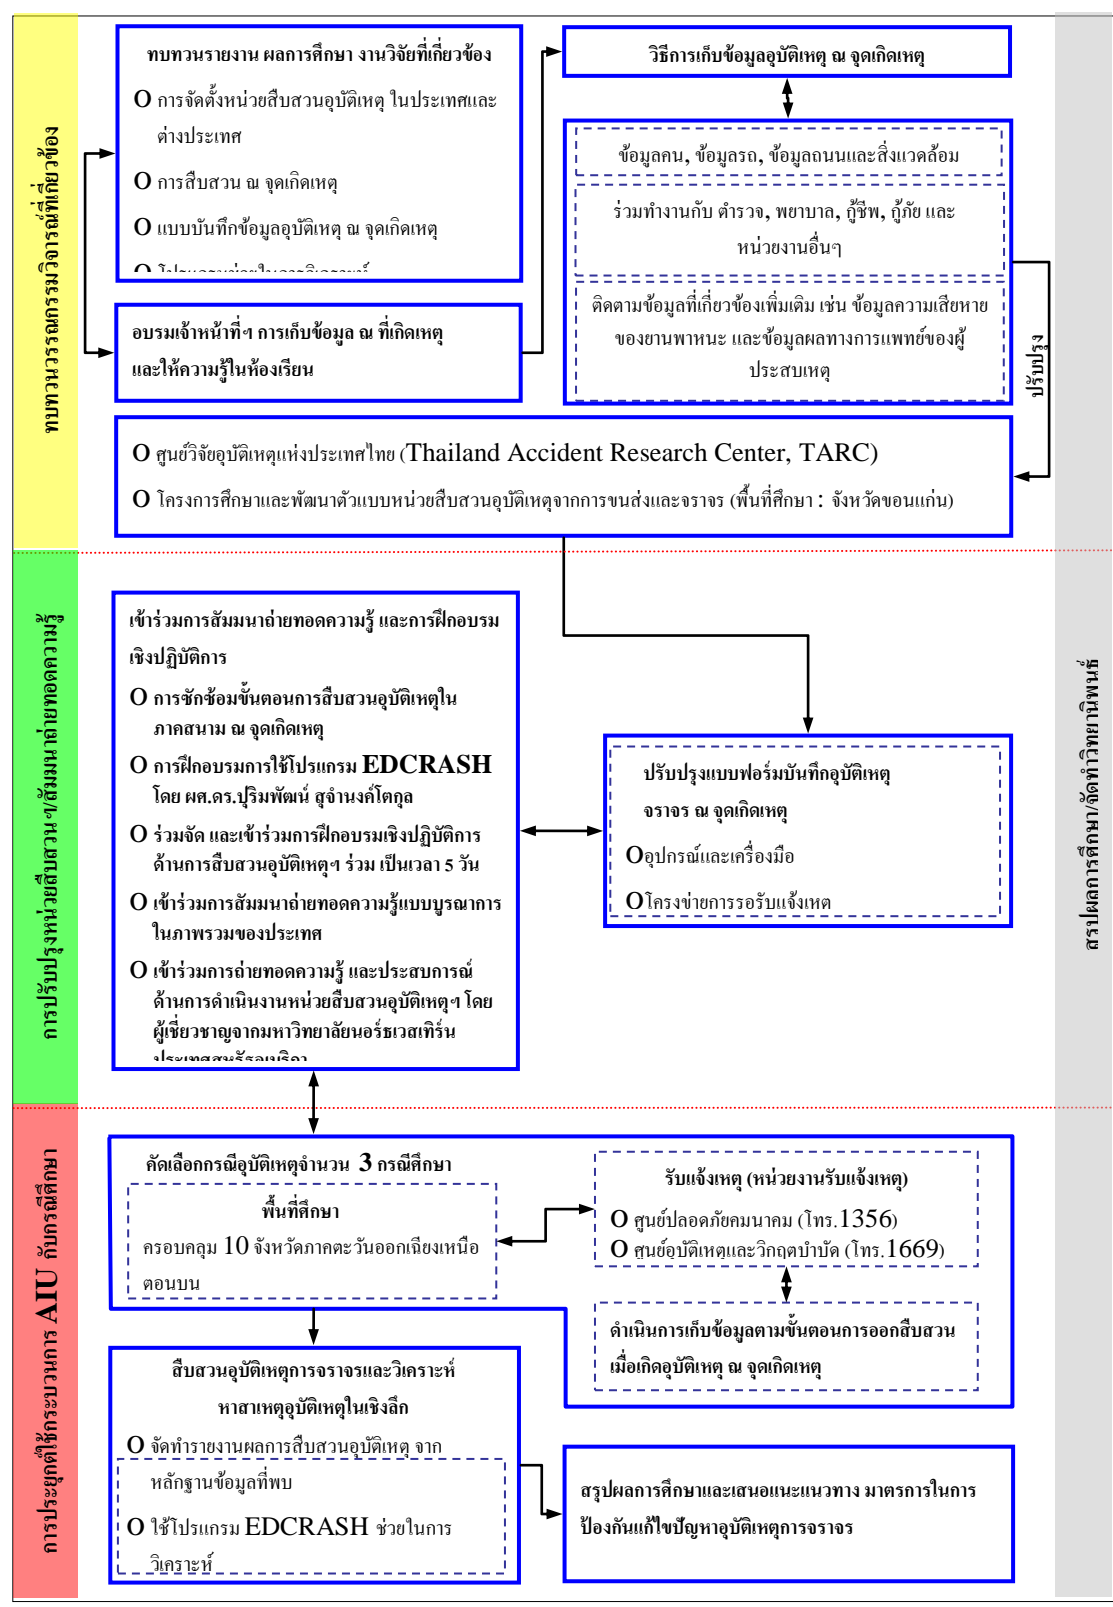 ทบทวนวรรณกรรมวิจารณ์ที่เกี่ยวข้อง
ทบทวนรายงาน ผลการศึกษา งานวิจัยที่เกี่ยวข้อง
O การจัดตั้งหน่วยสืบสวนอุบัติเหตุ ในประเทศและ
ต่างประเทศ
O การสืบสวน ณ จุดเกิดเหตุ
O แบบบันทึกข้อมูลอุบัติเหตุ ณ จุดเกิดเหตุ
O โปรแกรมช่วยในการวิเคราะห์
อบรมเจ้าหน้าที่ฯ การเก็บข้อมูล ณ ที่เกิดเหตุ
และให้ความรู้ในห้องเรียน
วิธีการเก็บข้อมูลอุบัติเหตุ ณ จุดเกิดเหตุ
ข้อมูลคน, ข้อมูลรถ, ข้อมูลถนนและสิ่งแวดล้อม
ร่วมทำงานกับ ตำรวจ, พยาบาล, กู้ชีพ, กู้ภัย และ
หน่วยงานอื่นๆ
ติดตามข้อมูลที่เกี่ยวข้องเพิ่มเติม เช่น ข้อมูลความเสียหาย
ของยานพาหนะ และข้อมูลผลทางการแพทย์ของผู้
ประสบเหตุ
ปรับปรุง
O ศูนย์วิจัยอุบัติเหตุแห่งประเทศไทย (Thailand Accident Research Center, TARC)
O โครงการศึกษาและพัฒนาตัวแบบหน่วยสืบสวนอุบัติเหตุจากการขนส่งและจราจร (พื้นที่ศึกษา : จังหวัดขอนแก่น)
การปรับปรุงหน่วยสืบสวนฯ/สัมมนาถ่ายทอดความรู้
เข้าร่วมการสัมมนาถ่ายทอดความรู้ และการฝึกอบรม
เชิงปฏิบัติการ
O การซักซ้อมขั้นตอนการสืบสวนอุบัติเหตุใน
ภาคสนาม ณ จุดเกิดเหตุ
O การฝึกอบรมการใช้โปรแกรม EDCRASH
โดย ผศ.ดร.ปุริมพัฒน์ สุจำนงค์โตกุล
O ร่วมจัด และเข้าร่วมการฝึกอบรมเชิงปฏิบัติการ
ด้านการสืบสวนอุบัติเหตุฯ ร่วม เป็นเวลา 5 วัน
O เข้าร่วมการสัมมนาถ่ายทอดความรู้แบบบูรณาการ
ในภาพรวมของประเทศ
O เข้าร่วมการถ่ายทอดความรู้ และประสบการณ์
ด้านการดำเนินงานหน่วยสืบสวนอุบัติเหตุฯ โดย
ผู้เชี่ยวชาญจากมหาวิทยาลัยนอร์ธเวสเทิร์น
ประเทศสหรัฐอเมริกา
ปรับปรุงแบบฟอร์มบันทึกอุบัติเหตุ
จราจร ณ จุดเกิดเหตุ
Oอุปกรณ์และเครื่องมือ
Oโครงข่ายการรอรับแจ้งเหต
สรุปผลการศึกษา/จัดทำวิทยานิพนธ์
การประยุกต์ใช้กระบวนการ AIU กับกรณีศึกษา
คัดเลือกกรณีอุบัติเหตุจำนวน 3 กรณีศึกษา
พื้นที่ศึกษา
ครอบคลุม 10 จังหวัดภาคตะวันออกเฉียงเหนือ
ตอนบน
รับแจ้งเหตุ (หน่วยงานรับแจ้งเหตุ)
O ศูนย์ปลอดภัยคมนาคม (โทร.1356)
O ศูนย์อุบัติเหตุและวิกฤตบำบัด (โทร.1669)
ดำเนินการเก็บข้อมูลตามขั้นตอนการออกสืบสวน
เมื่อเกิดอุบัติเหตุ ณ จุดเกิดเหตุ
สืบสวนอุบัติเหตุการจราจรและวิเคราะห์
หาสาเหตุอุบัติเหตุในเชิงลึก
O จัดทำรายงานผลการสืบสวนอุบัติเหตุ จาก
หลักฐานข้อมูลที่พบ
O ใช้โปรแกรม EDCRASH ช่วยในการ
วิเคราะห์
สรุปผลการศึกษาและเสนอแนะแนวทาง มาตรการในการ
ป้องกันแก้ไขปัญหาอุบัติเหตุการจราจร